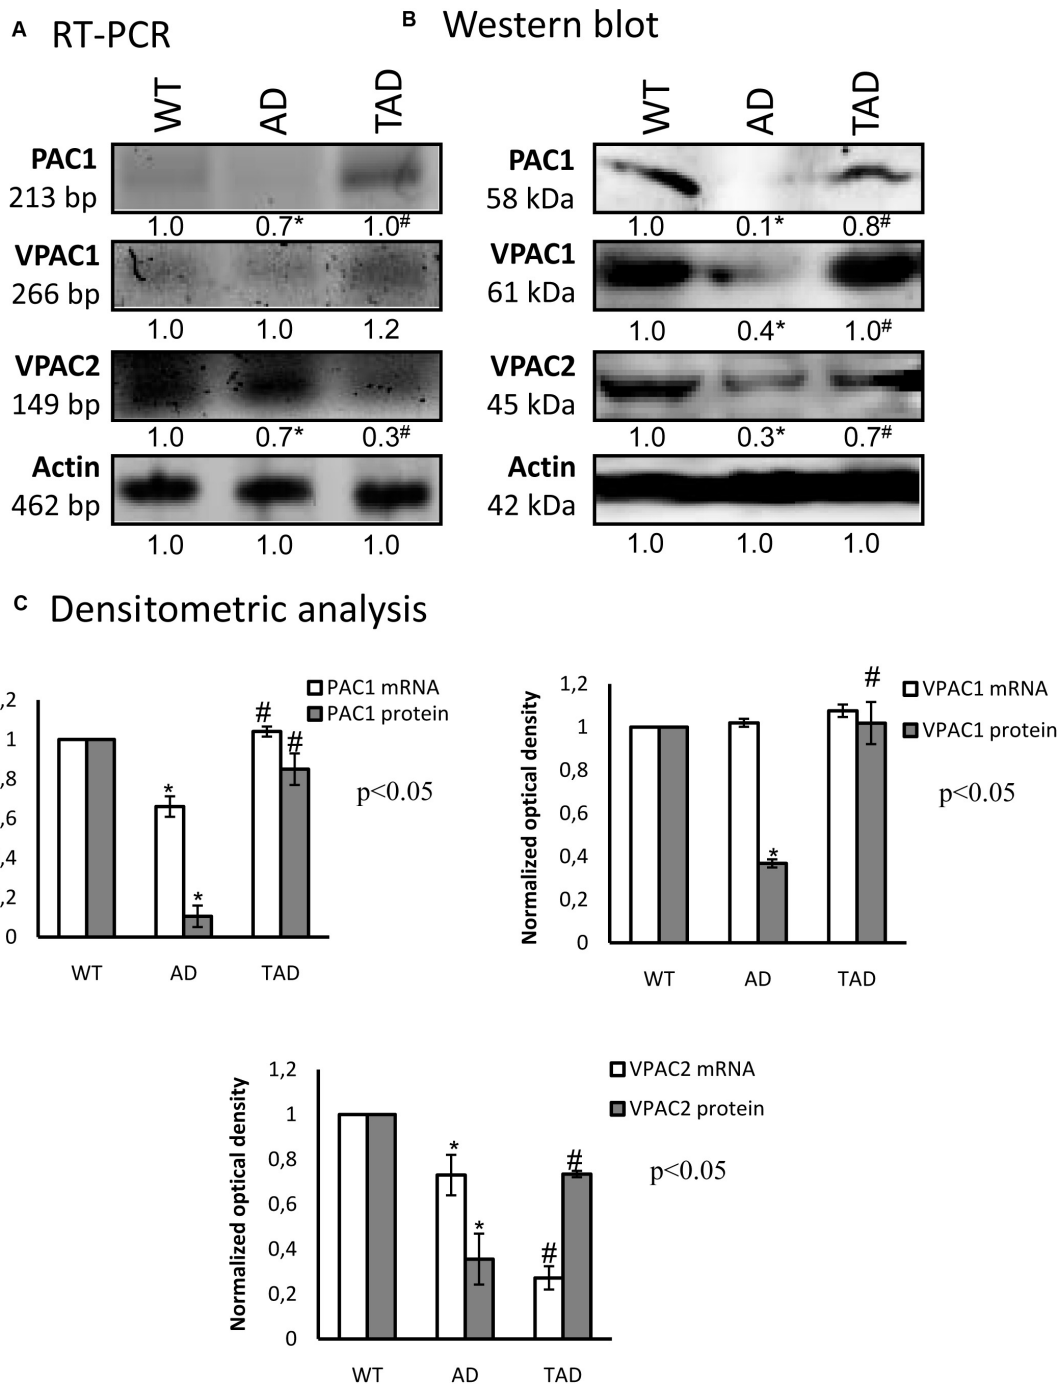 A RT-PCR
WT AD TAD
PAC1
213 bp
1.0 0.7* 1.0#
VPAC1
266 bp
1.0 1.0 1.2
VPAC2
149 bp
1.0 0.7* 0.3#
Actin
462 bp
1.0 1.0 1.0
B Western blot
WT AD TAD
PAC1
58 kDa
1.0 0.1* 0.8#
VPAC1
61 kDa
1.0 0.4* 1.0#
VPAC2
45 kDa
1.0 0.3* 0.7#
Actin
42 kDa
1.0 1.0 1.0
C Densitometric analysis
,2
1
,8
,6
,4
,2
0
* * # #
WT AD TAD
PAC1 mRNA
PAC1 protein
p<0.05
Normalized optical density
1,2
1
0,8
0,6
0,4
0,2
0
* #
WT AD TAD
VPAC1 mRNA
VPAC1 protein
p<0.05
Normalized optical density
1,2
1
0,8
0,6
0,4
0,2
0
* * # #
WT AD TAD
VPAC2 mRNA
VPAC2 protein
p<0.05